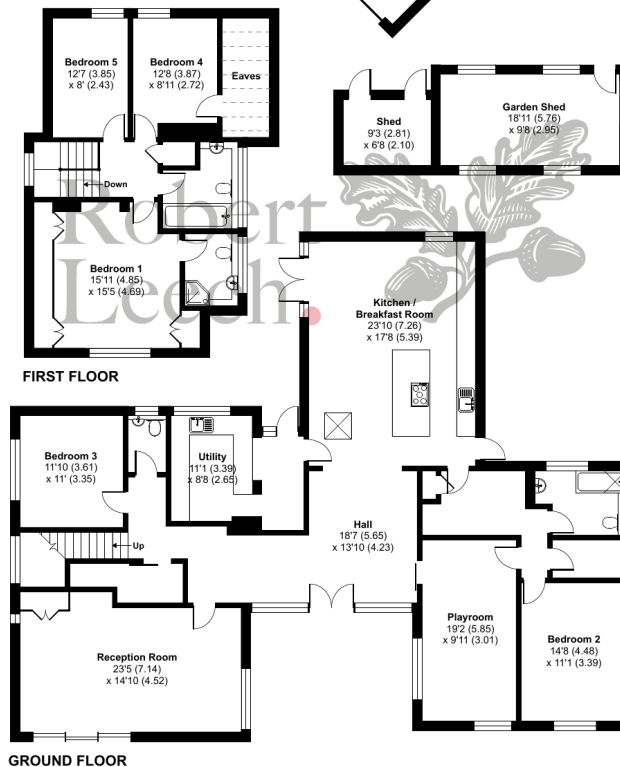 Bedroom 5
12'7 (3.85)
x 8' (2.43)
Bedroom 4
12'8 (3.87)
x 8'11 (2.72)
Eaves
Shed
9'3 (2.81)
x 6'8 (2.10)
Garden Shed
18'11 (5.76)
x 9'8 (2.95)
Down
Robert
Leech.
Bedroom 1
15'11 (4.85)
x 15'5 (4.69)
FIRST FLOOR
Kitchen /
Breakfast Room
23'10 (7.26)
x 17'8 (5.39)
Bedroom 3
11'10 (3.61)
x 11' (3.35)
Utility
11'1 (3.39)
x 8'8 (2.65)
Up
Hall
18'7 (5.65)
x 13'10 (4.23)
Playroom
19'2 (5.85)
x 9'11 (3.01)
Bedroom 2
14'8 (4.48)
x 11'1 (3.39)
Reception Room
23'5 (7.14)
x 14'10 (4.52)
GROUND FLOOR